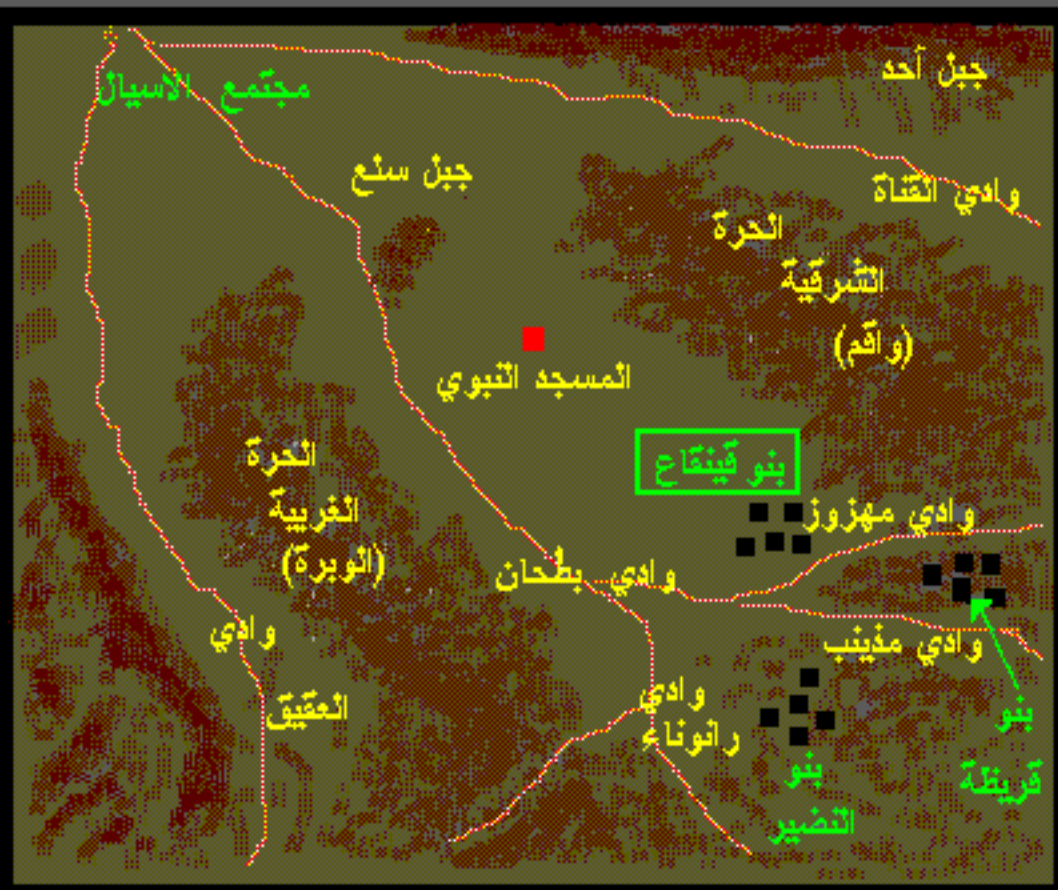 جبل أحد
مجتمع الاسيال
جبل سلع
وادي القناة
الحرة
الشرقية
(واقم)
المسجد النبوي
الحرة
الغربية
(الوبرة)
بنو قينقاع
وادي مهزوز
وادي بطحان
وادي مذينب
وادي
العقيق
وادي
رانوناء
بنو
قريظة
بنو
النضير